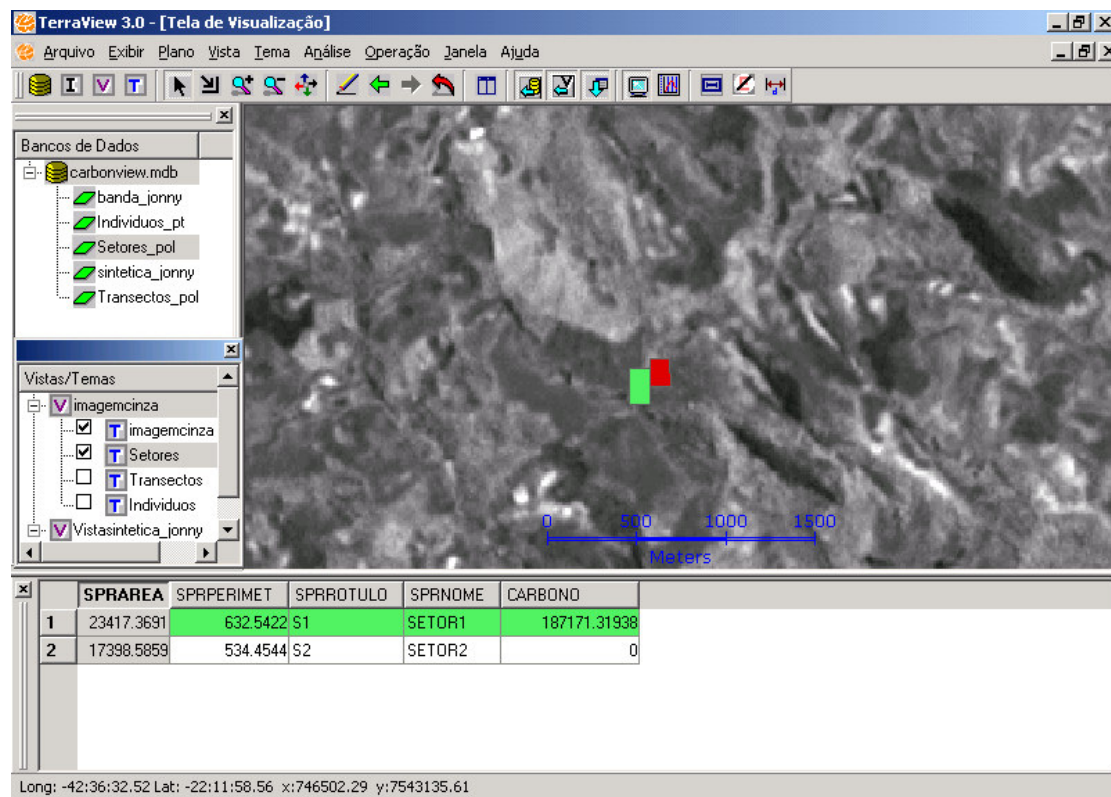 TerraView 3.0 - [Tela de Visualização]
Arquivo Exibir Plano Vista Tema Análise Operação Janela Ajuda
I V T
Bancos de Dados
carbonview.mdb
banda_jonny
Individuos_pt
Setores_pol
sintetica_jonny
Transectos_pol
Vistas/Temas
V imagemcinza
T imagemcinza
T Setores
T Transectos
T Individuos
V Vistasintetica_jonny
0 500 1000 1500
Meters
SPRAREA SPRPERIMET SPRROTULO SPRNOME CARBONO
1 23417.3691 632.5422 S1 SETOR1 187171.31938
2 17398.5859 534.4544 S2 SETOR2 0
Long: -42:36:32.52 Lat: -22:11:58.56 x:746502.29 y:7543135.61